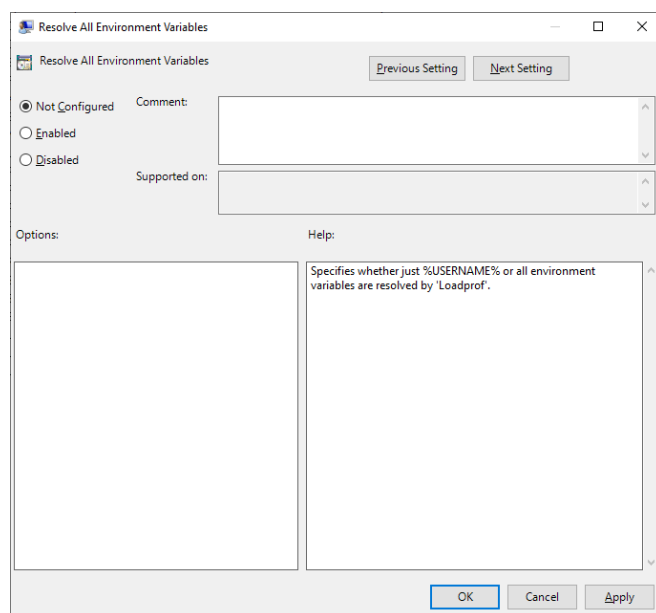 Resolve All Environment Variables
Resolve All Environment Variables
Previous Setting
Next Setting
Not Configured
Comment:
Enabled
Disabled
Supported on:
Options:
Help:
Specifies whether just %USERNAME% or all environment
variables are resolved by 'Loadprof'.
OK
Cancel
Apply